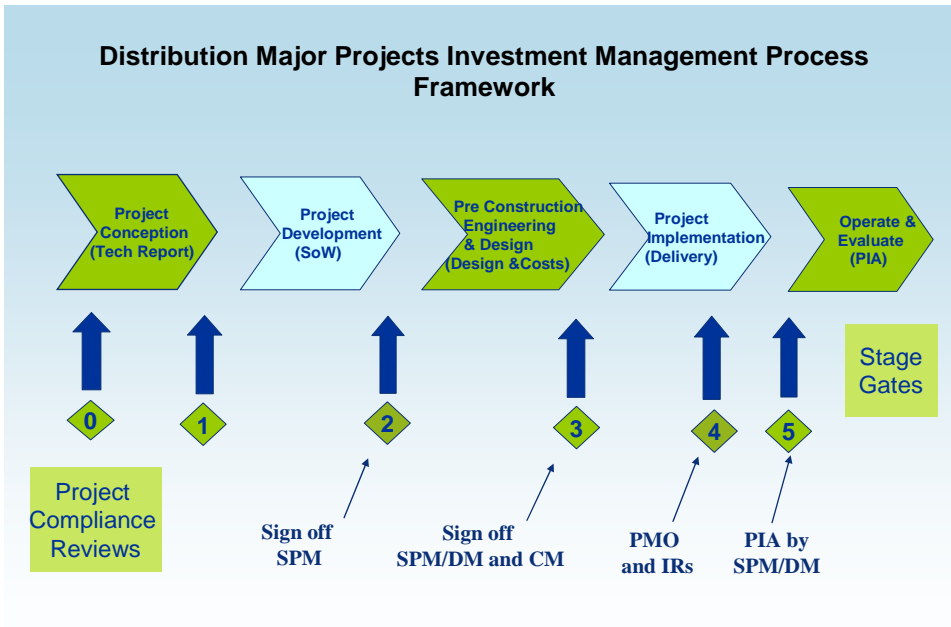 Distribution Major Projects Investment Management Process
Framework
Project
Conception
(Tech Report)
Project
Development
(SoW)
Pre Construction
Engineering
& Design
(Design &Costs)
Project
Implementation
(Delivery)
Operate &
Evaluate
(PIA)
Stage
Gates
0
1
2
3
4
5
Project
Compliance
Reviews
Sign off
SPM
Sign off
SPM/DM and CM
PMO
and IRs
PIA by
SPM/DM